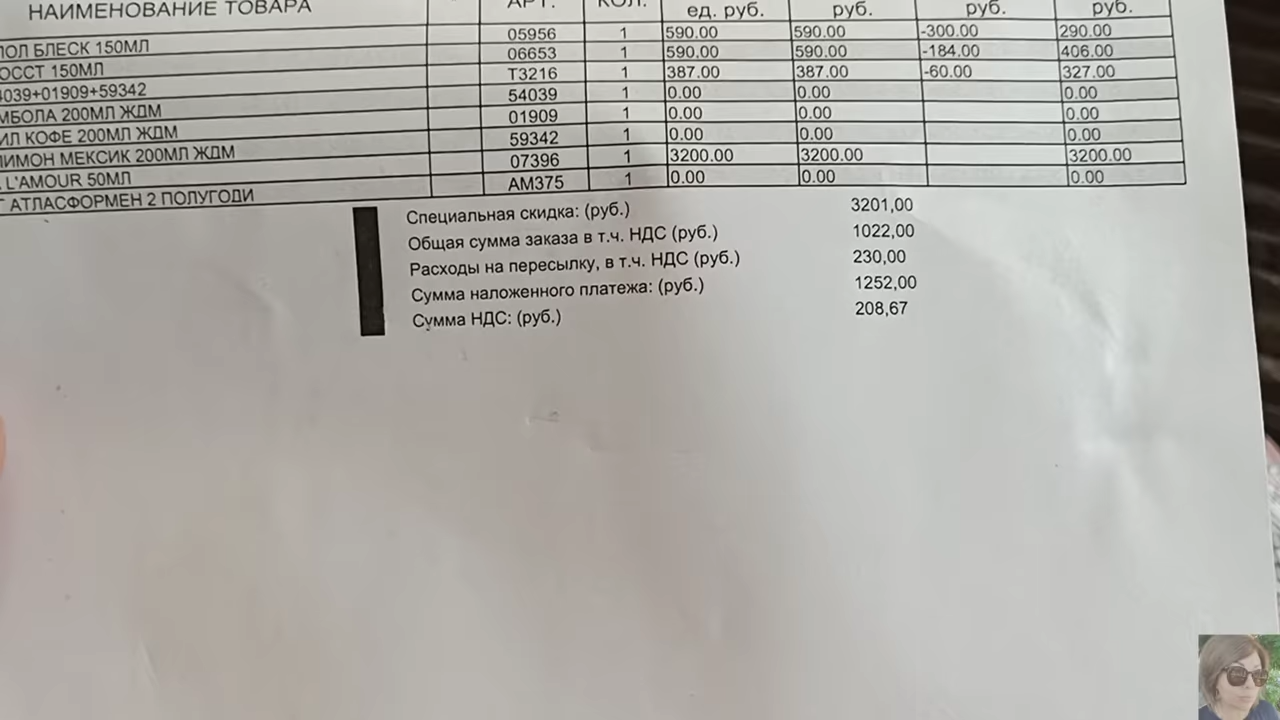 НАИМЕНОВАНИЕ ТОВАРА АРТ. КОЛ. ед. руб. руб. руб. руб.
ПОЛ БЛЕСК 150МЛ 05956 1 590.00 590.00 -300.00 290.00
ОССТ 150МЛ 06653 1 590.00 590.00 -184.00 406.00
4039+01909+59342 T3216 1 387.00 387.00 -60.00 327.00
МБОЛА 200МЛ ЖДМ 54039 1 0.00 0.00 0.00
ИЛ КОФЕ 200МЛ ЖДМ 01909 1 0.00 0.00 0.00
ЛИМОН МЕКСИК 200МЛ ЖДМ 59342 1 0.00 0.00 0.00
L'AMOUR 50МЛ 07396 1 3200.00 3200.00 3200.00
Г АТЛАСФОРМЕН 2 ПОЛУГОДИ AM375 1 0.00 0.00 0.00
Специальная скидка: (руб.) 3201,00
Общая сумма заказа в т.ч. НДС (руб.) 1022,00
Расходы на пересылку, в т.ч. НДС (руб.) 230,00
Сумма наложенного платежа: (руб.) 1252,00
Сумма НДС: (руб.) 208,67